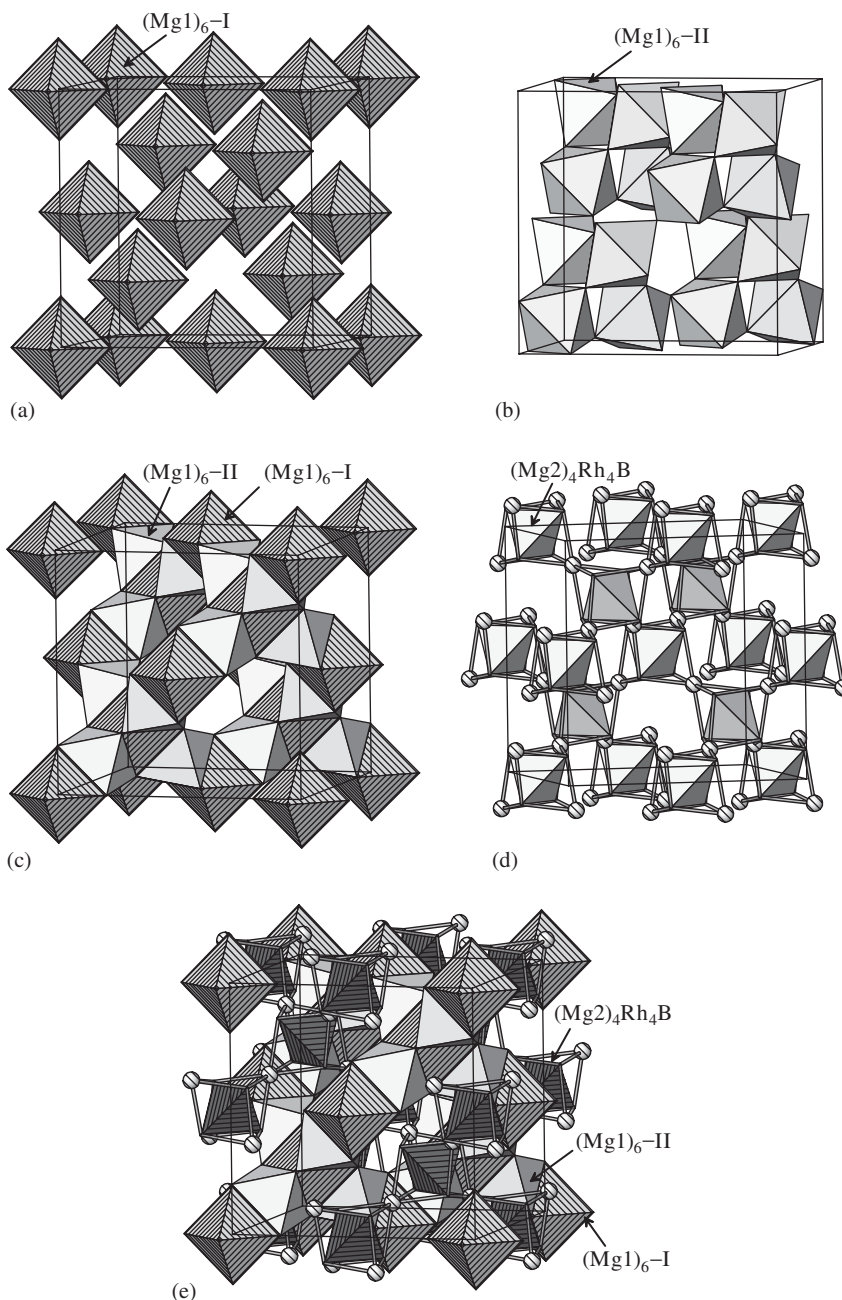 (Mg1)₆–I
(Mg1)₆–II
(a)
(b)
(Mg1)₆–II
(Mg1)₆–I
(Mg2)₄Rh₄B
(c)
(d)
(Mg2)₄Rh₄B
(Mg1)₆–II
(Mg1)₆–I
(e)